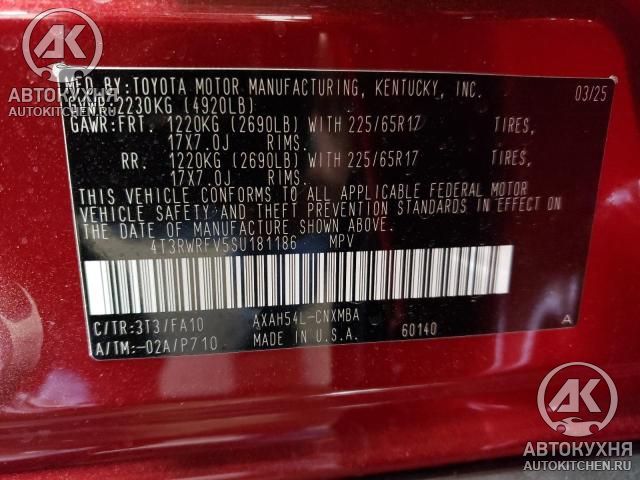 MFD.BY:TOYOTA MOTOR MANUFACTURING, KENTUCKY, INC. 03/25
GVWR 2230KG (4920LB)
GAWR:FRT. 1220KG (2690LB) WITH 225/65R17 TIRES,
17X7.0J RIMS.
RR. 1220KG (2690LB) WITH 225/65R17 TIRES,
17X7.0J RIMS.
THIS VEHICLE CONFORMS TO ALL APPLICABLE FEDERAL MOTOR
VEHICLE SAFETY AND THEFT PREVENTION STANDARDS IN EFFECT ON
THE DATE OF MANUFACTURE SHOWN ABOVE.
4T3RWRFV5SU181186 MPV
C/TR:3T3/FA10 AXAH54L-CNXMBA
A/TM:-02A/P710 MADE IN U.S.A. 60140 A
АК
АВТОКУХНЯ
AUTOKITCHEN.RU
АК
АВТОКУХНЯ
AUTOKITCHEN.RU